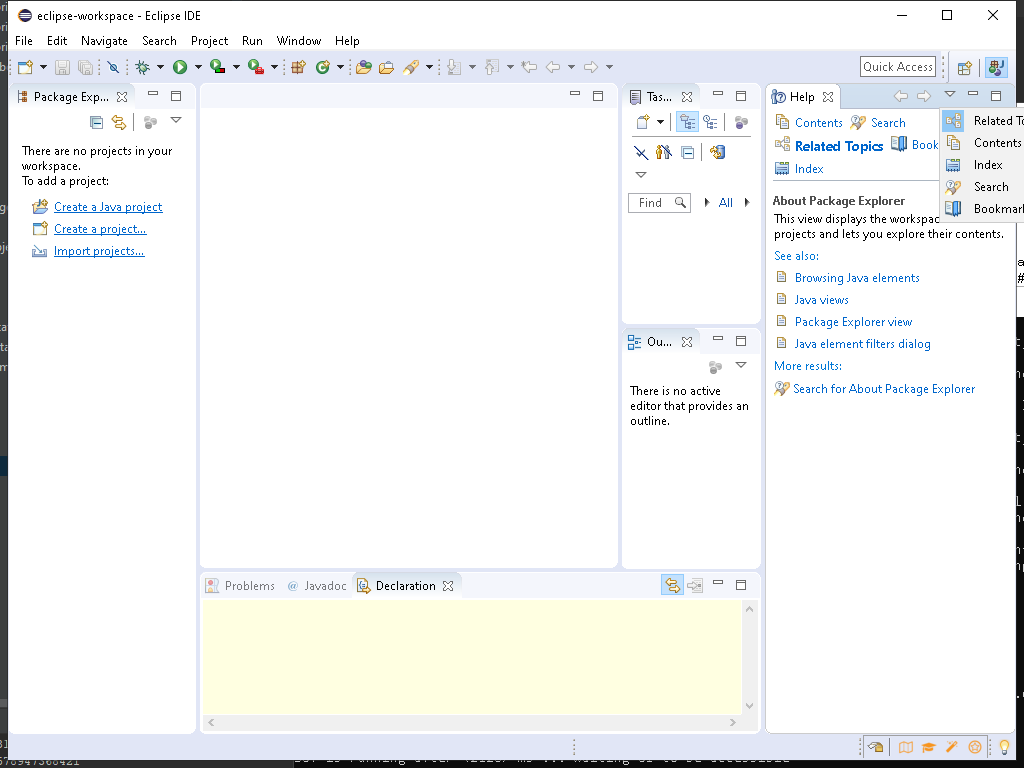 eclipse-workspace - Eclipse IDE
File Edit Navigate Search Project Run Window Help
Quick Access
Package Exp...
There are no projects in your
workspace.
To add a project:
Create a Java project
Create a project...
Import projects...
Tas...
Find
All
Ou...
There is no active
editor that provides an
outline.
Help
Contents Search
Related Topics Book
Index
Related To
Contents
Index
Search
Bookmar
About Package Explorer
This view displays the workspac
projects and lets you explore their contents.
See also:
Browsing Java elements
Java views
Package Explorer view
Java element filters dialog
More results:
Search for About Package Explorer
Problems @ Javadoc Declaration